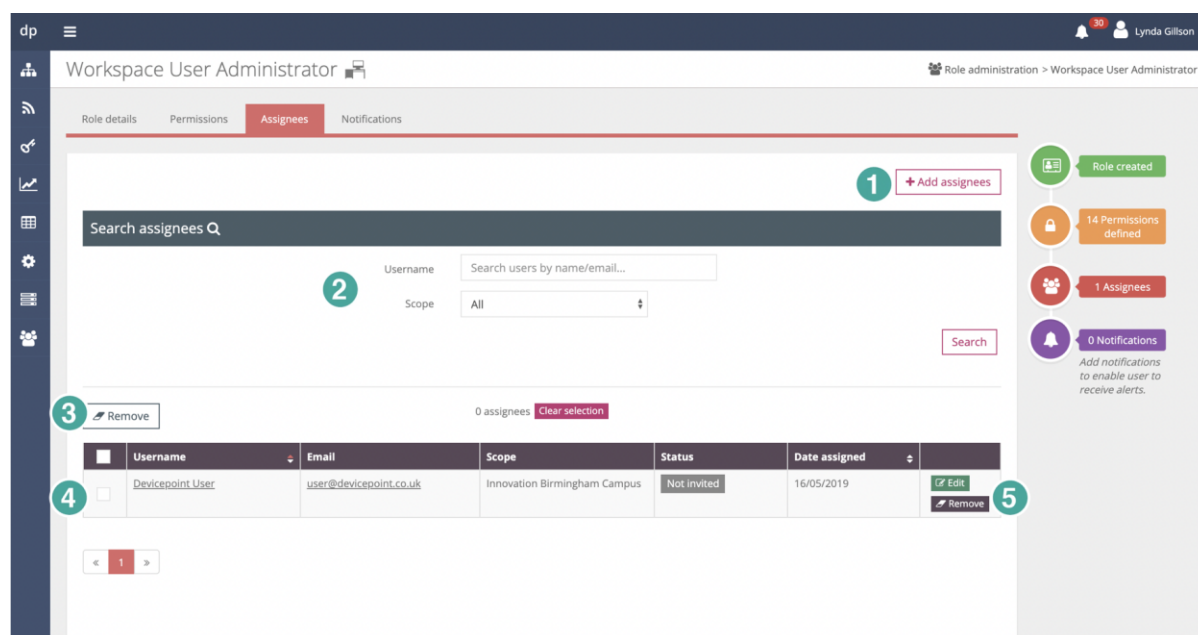 dp
30
Lynda Gillson
Workspace User Administrator
Role administration > Workspace User Administrator
Role details
Permissions
Assignees
Notifications
1
+ Add assignees
Search assignees
2
Username
Search users by name/email...
Scope
All
Search
3
Remove
0 assignees
Clear selection
Username
Email
Scope
Status
Date assigned
4
Devicepoint User
user@devicepoint.co.uk
Innovation Birmingham Campus
Not invited
16/05/2019
Edit
Remove
5
«
1
»
Role created
14 Permissions
defined
1 Assignees
0 Notifications
Add notifications
to enable user to
receive alerts.